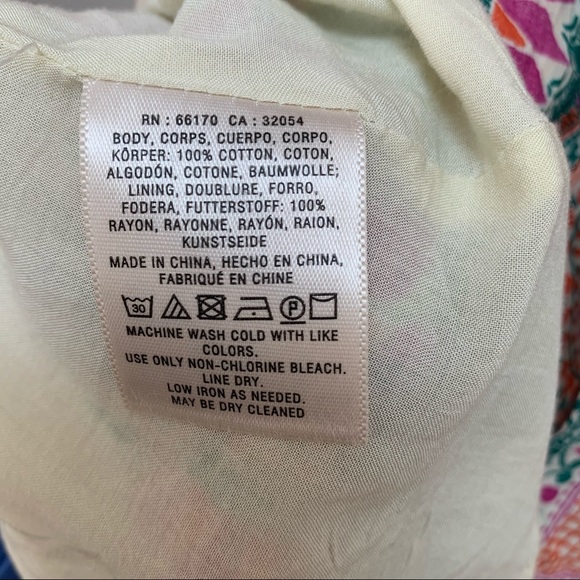 RN : 66170 CA : 32054
BODY, CORPS, CUERPO, CORPO,
KÖRPER: 100% COTTON, COTON,
ALGODÓN, COTONE, BAUMWOLLE;
LINING, DOUBLURE, FORRO,
FODERA, FUTTERSTOFF: 100%
RAYON, RAYONNE, RAYÓN, RAION,
KUNSTSEIDE
MADE IN CHINA, HECHO EN CHINA,
FABRIQUÉ EN CHINE
30 P
MACHINE WASH COLD WITH LIKE
COLORS.
USE ONLY NON-CHLORINE BLEACH.
LINE DRY.
LOW IRON AS NEEDED.
MAY BE DRY CLEANED